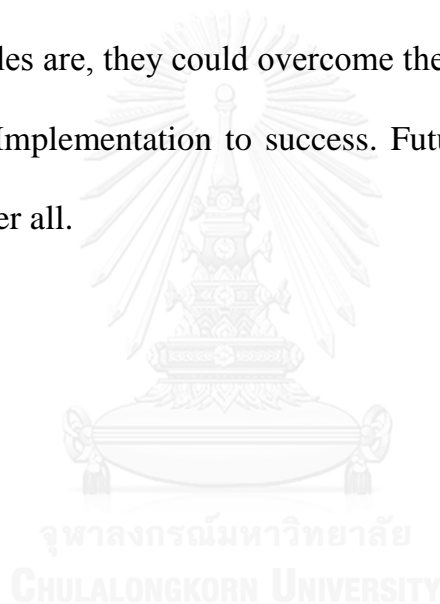 les are, they could overcome the
Implementation to success. Futu
er all.
จุฬาลงกรณ์มหาวิทยาลัย
CHULALONGKORN UNIVERSITY